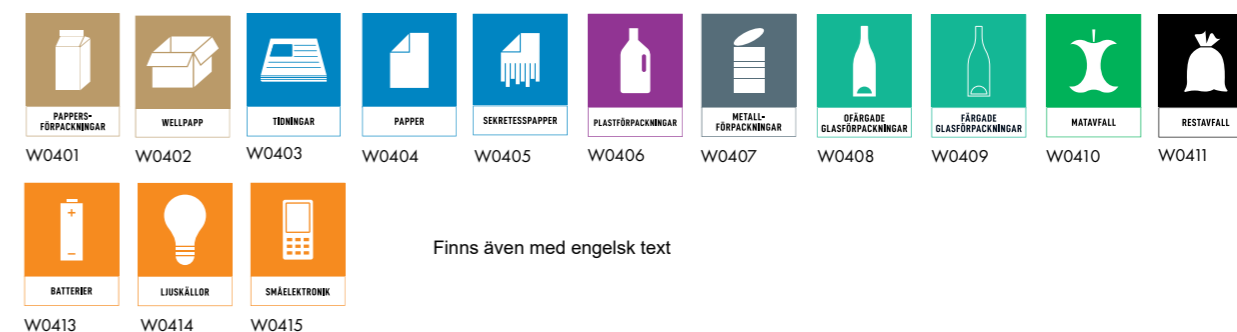 PAPPERS-
FÖRPACKNINGAR
WELLPAPP
TIDNINGAR
PAPPER
SEKRETESSPAPPER
PLASTFÖRPACKNINGAR
METALL-
FÖRPACKNINGAR
OFÄRGADE
GLASFÖRPACKNINGAR
FÄRGADE
GLASFÖRPACKNINGAR
MATAVFALL
RESTAVFALL
W0401
W0402
W0403
W0404
W0405
W0406
W0407
W0408
W0409
W0410
W0411
+
–
BATTERIER
LJUSKÄLLOR
SMÅELEKTRONIK
Finns även med engelsk text
W0413
W0414
W0415